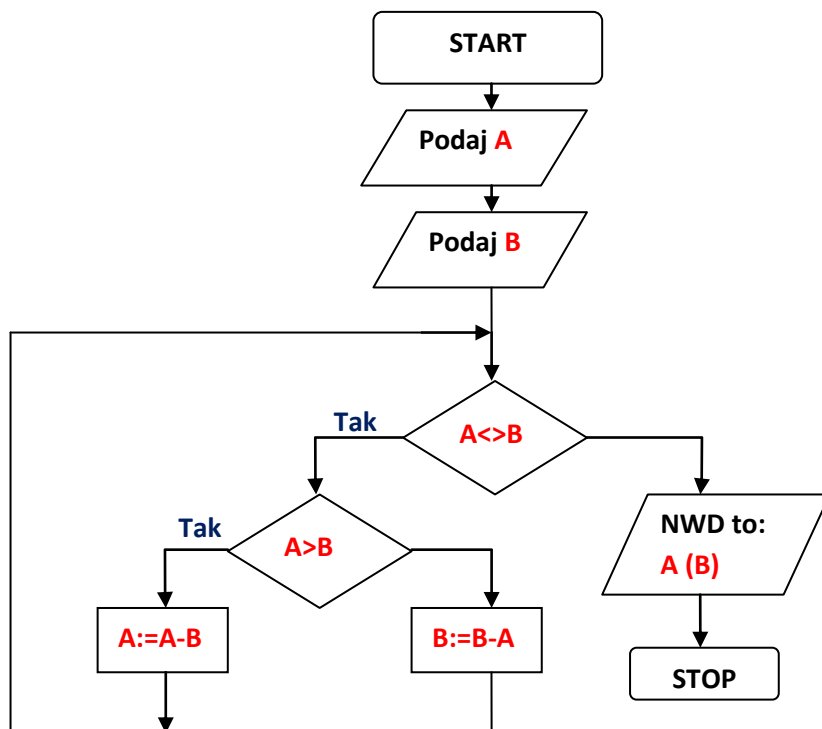 START
Podaj A
Podaj B
Tak
A<>B
Tak
A>B
NWD to:
A (B)
A:=A-B
B:=B-A
STOP